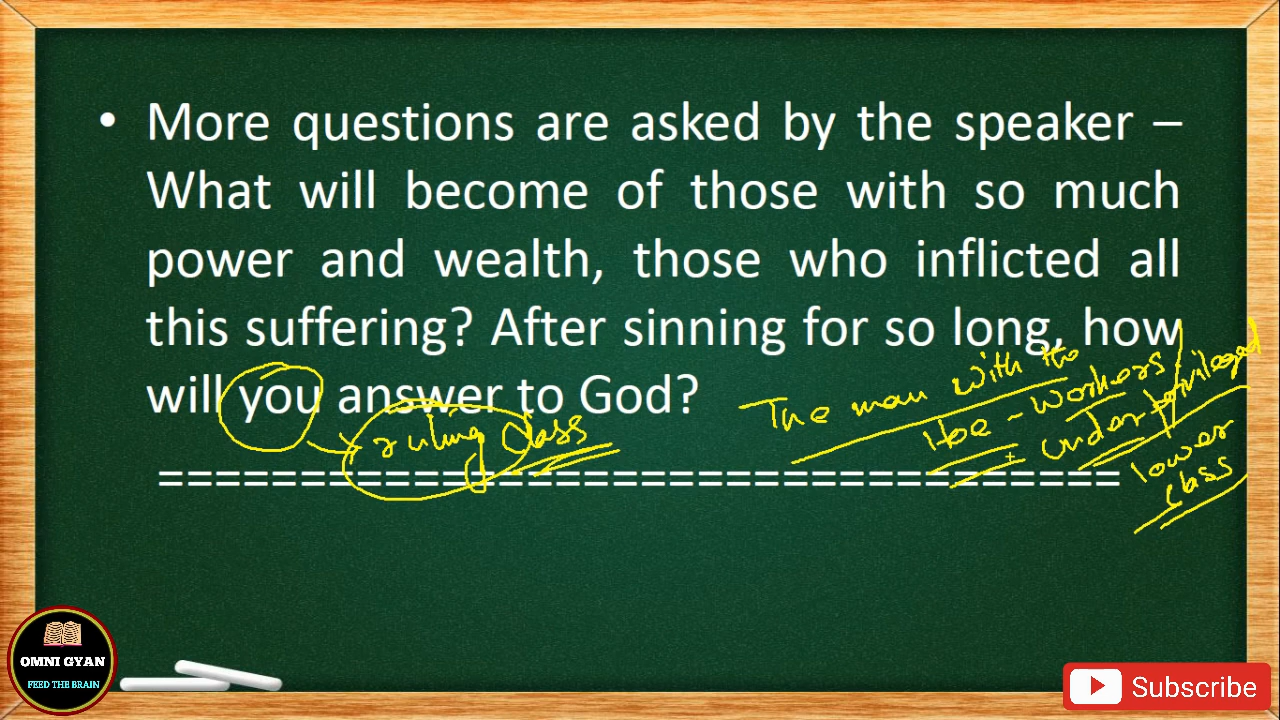 • More questions are asked by the speaker –
What will become of those with so much
power and wealth, those who inflicted all
this suffering? After sinning for so long, how
will you answer to God?
ruling class
The man with the
Hoe - workers/
underprivileged
lower
class
======================================
OMNI GYAN
FEED THE BRAIN
Subscribe